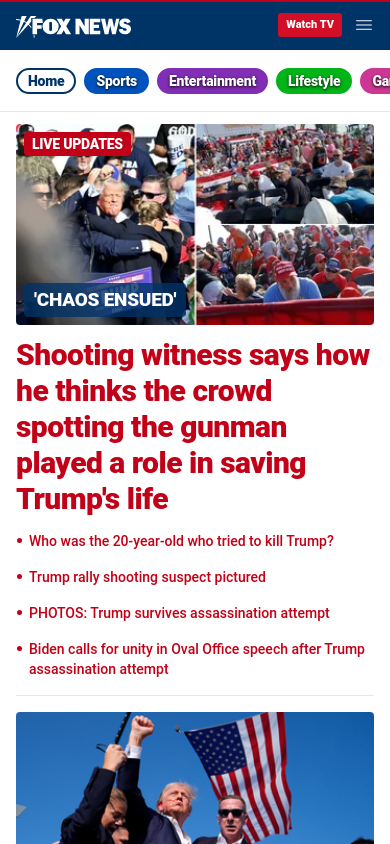 FOX NEWS
Watch TV
Home
Sports
Entertainment
Lifestyle
Ga
LIVE UPDATES
GOD
'CHAOS ENSUED'
Shooting witness says how
he thinks the crowd
spotting the gunman
played a role in saving
Trump's life
Who was the 20-year-old who tried to kill Trump?
Trump rally shooting suspect pictured
PHOTOS: Trump survives assassination attempt
Biden calls for unity in Oval Office speech after Trump
assassination attempt